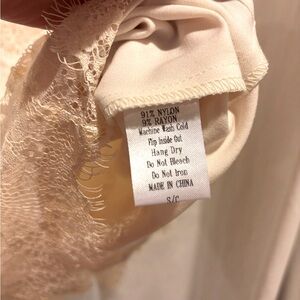 91% NYLON
9% RAYON
Machine Wash Cold
Flip Inside Out
Hang Dry
Do Not Bleach
Do Not Iron
MADE IN CHINA